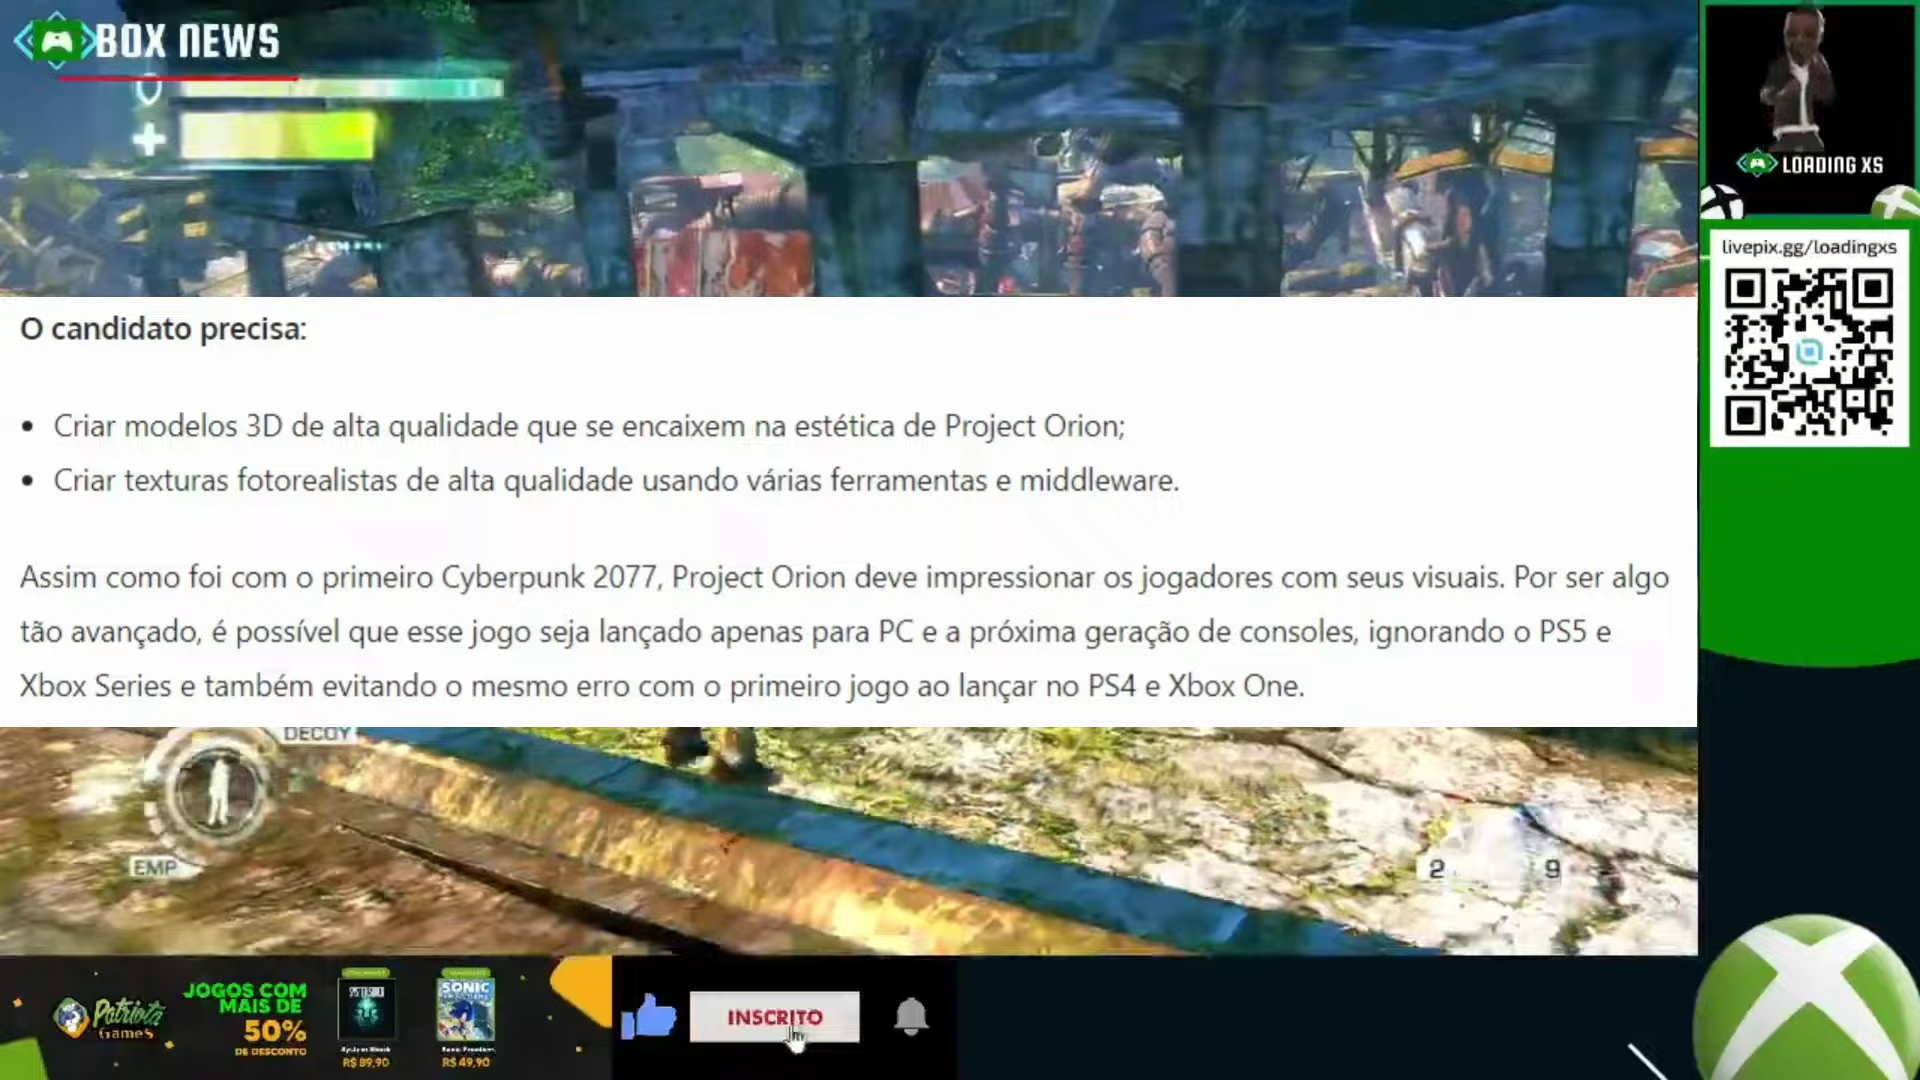 BOX NEWS
LOADING XS
livepix.gg/loadingxs
O candidato precisa:
• Criar modelos 3D de alta qualidade que se encaixem na estética de Project Orion;
• Criar texturas fotorealistas de alta qualidade usando várias ferramentas e middleware.
Assim como foi com o primeiro Cyberpunk 2077, Project Orion deve impressionar os jogadores com seus visuais. Por ser algo
tão avançado, é possível que esse jogo seja lançado apenas para PC e a próxima geração de consoles, ignorando o PS5 e
Xbox Series e também evitando o mesmo erro com o primeiro jogo ao lançar no PS4 e Xbox One.
DECOY
EMP
2 9
Patriota
Games
JOGOS COM
MAIS DE
50%
DE DESCONTO
System Shock
R$ 89,90
SONIC
Sonic Frontiers
R$ 49,90
INSCRITO